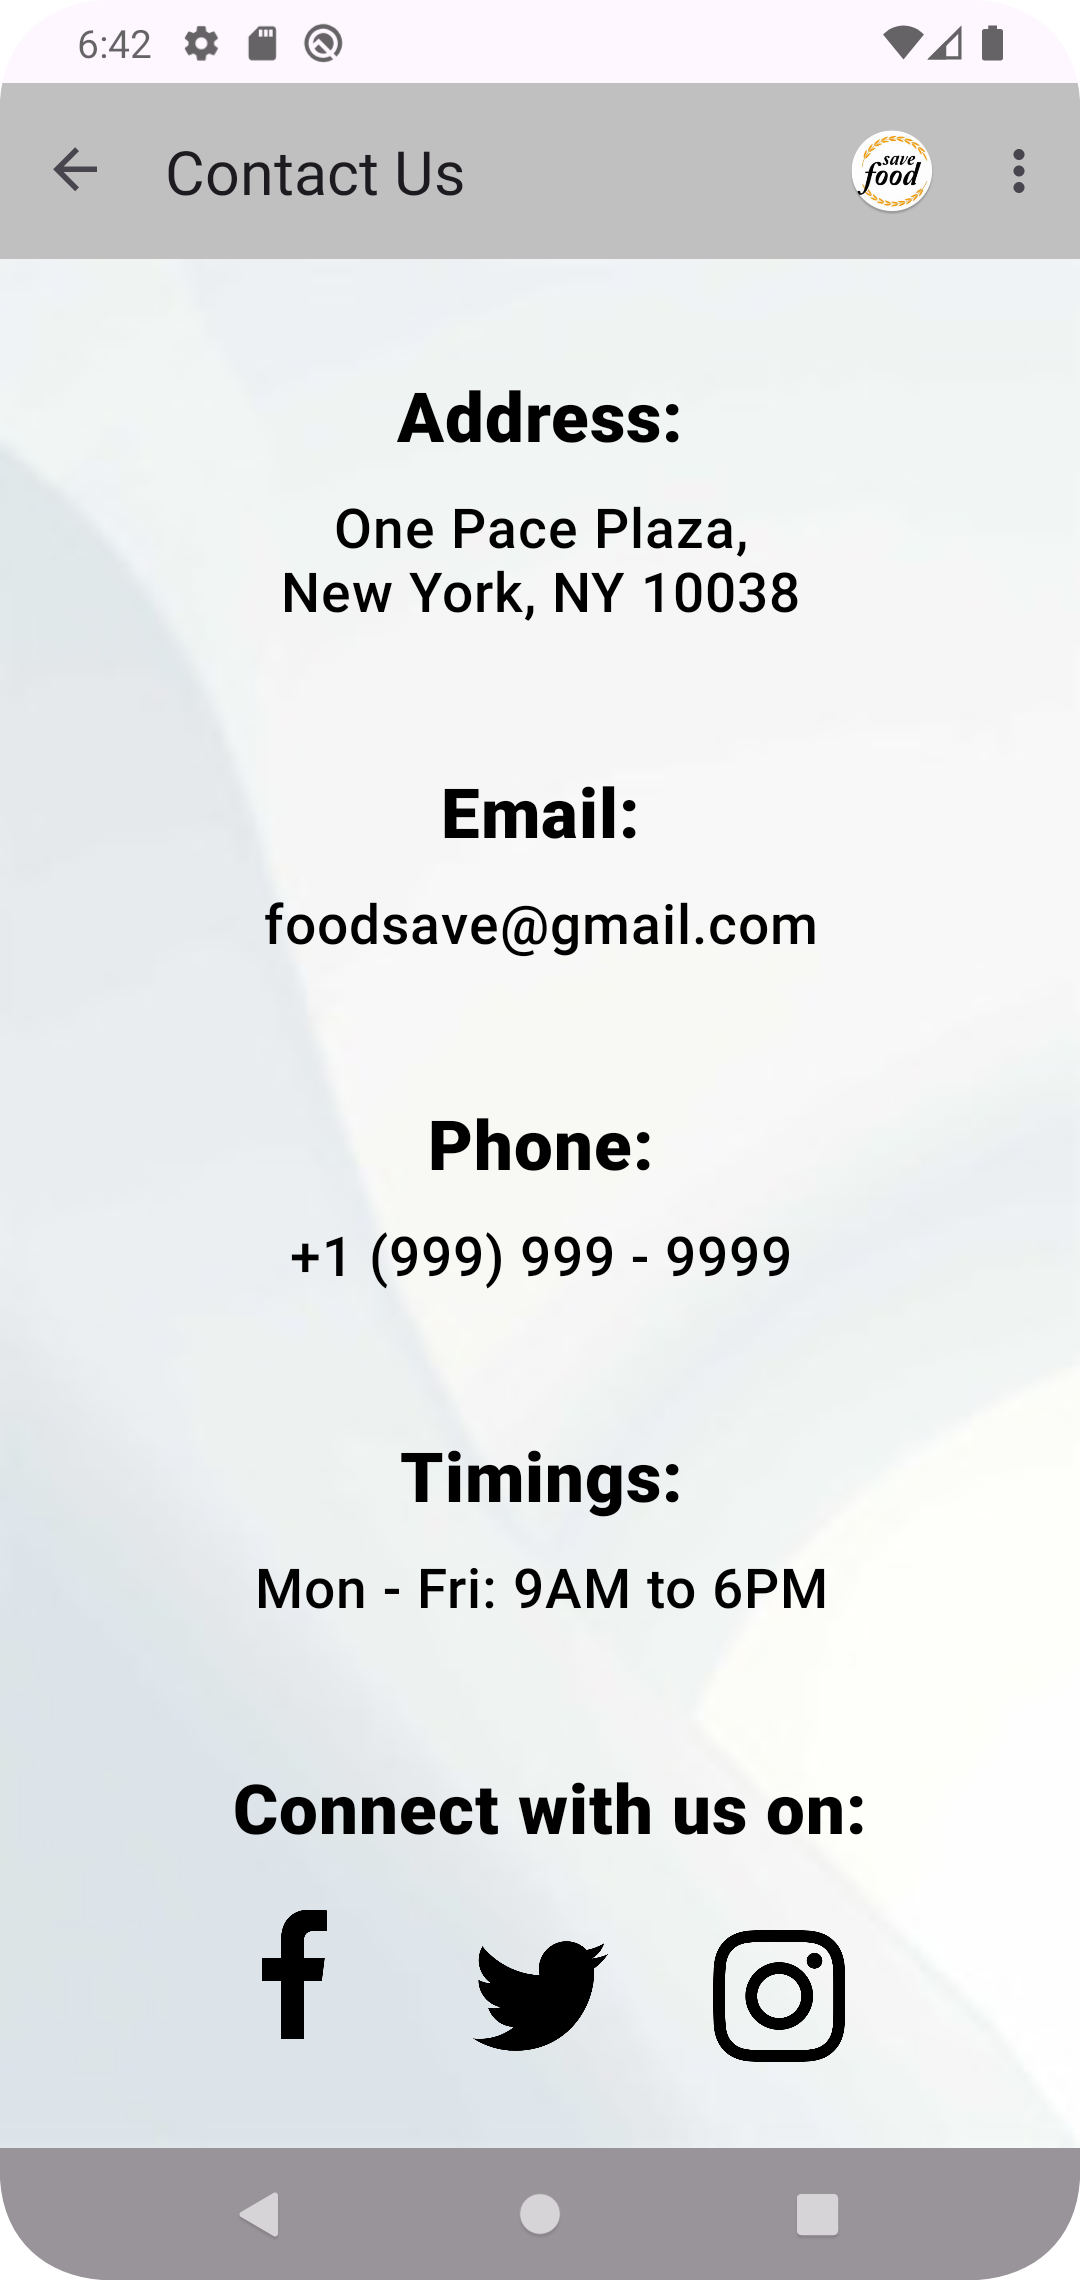 6:42
Contact Us
save
food
Address:
One Pace Plaza,
New York, NY 10038
Email:
foodsave@gmail.com
Phone:
+1 (999) 999 - 9999
Timings:
Mon - Fri: 9AM to 6PM
Connect with us on: